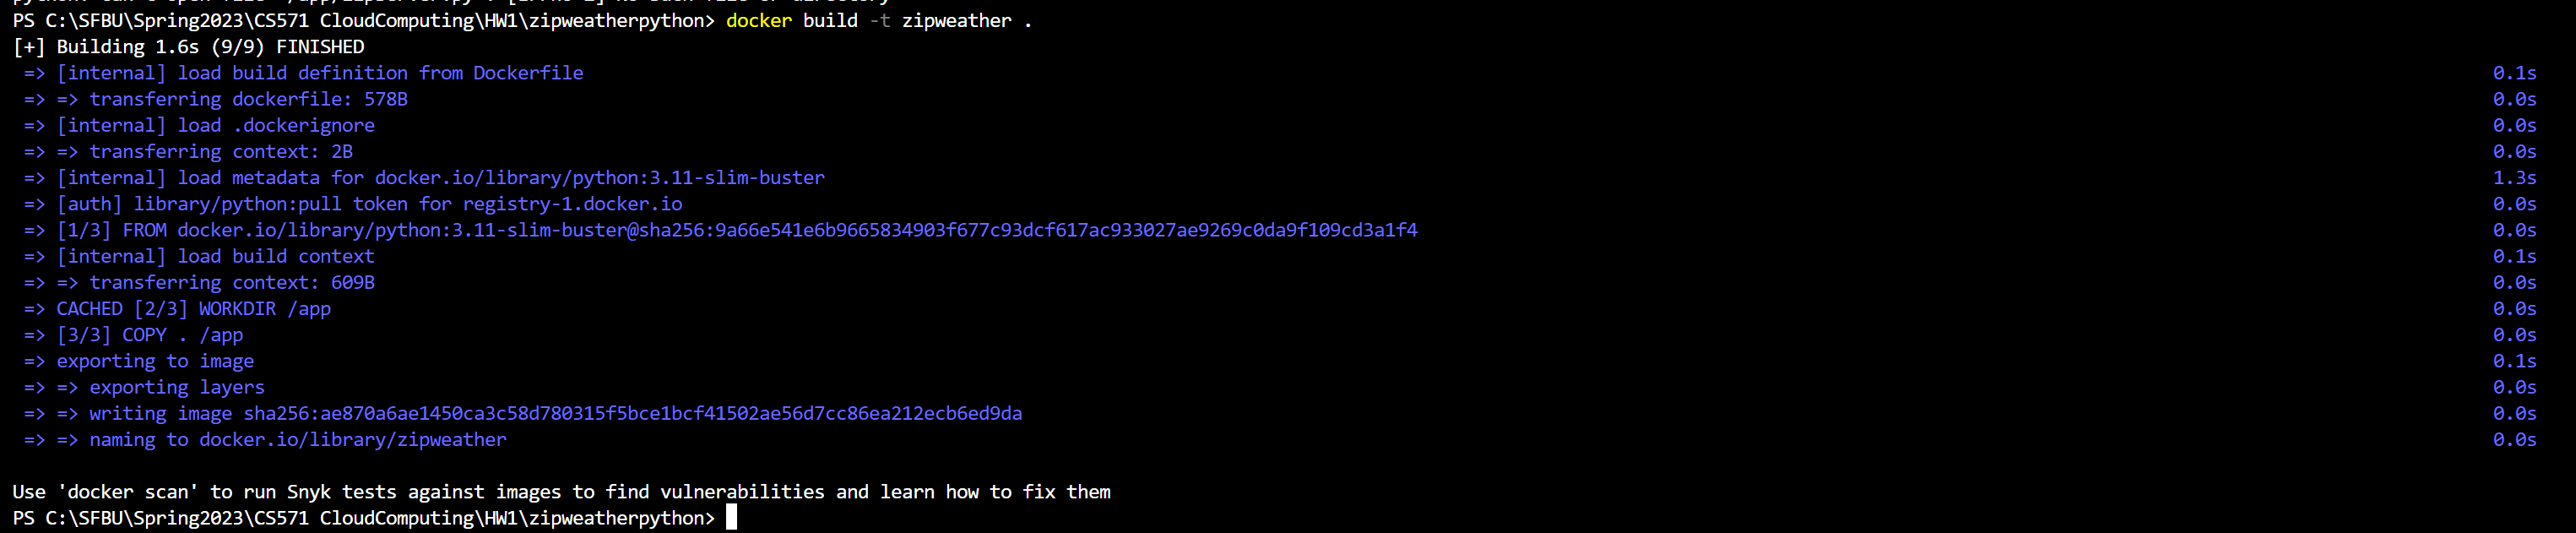 PS C:\SFBU\Spring2023\CS571 CloudComputing\HW1\zipweatherpython> docker build -t zipweather .
[+] Building 1.6s (9/9) FINISHED
=> [internal] load build definition from Dockerfile 0.1s
=> => transferring dockerfile: 578B 0.0s
=> [internal] load .dockerignore 0.0s
=> => transferring context: 2B 0.0s
=> [internal] load metadata for docker.io/library/python:3.11-slim-buster 1.3s
=> [auth] library/python:pull token for registry-1.docker.io 0.0s
=> [1/3] FROM docker.io/library/python:3.11-slim-buster@sha256:9a66e541e6b9665834903f677c93dcf617ac933027ae9269c0da9f109cd3a1f4 0.0s
=> [internal] load build context 0.1s
=> => transferring context: 609B 0.0s
=> CACHED [2/3] WORKDIR /app 0.0s
=> [3/3] COPY . /app 0.0s
=> exporting to image 0.1s
=> => exporting layers 0.0s
=> => writing image sha256:ae870a6ae1450ca3c58d780315f5bce1bcf41502ae56d7cc86ea212ecb6ed9da 0.0s
=> => naming to docker.io/library/zipweather 0.0s
Use 'docker scan' to run Snyk tests against images to find vulnerabilities and learn how to fix them
PS C:\SFBU\Spring2023\CS571 CloudComputing\HW1\zipweatherpython>